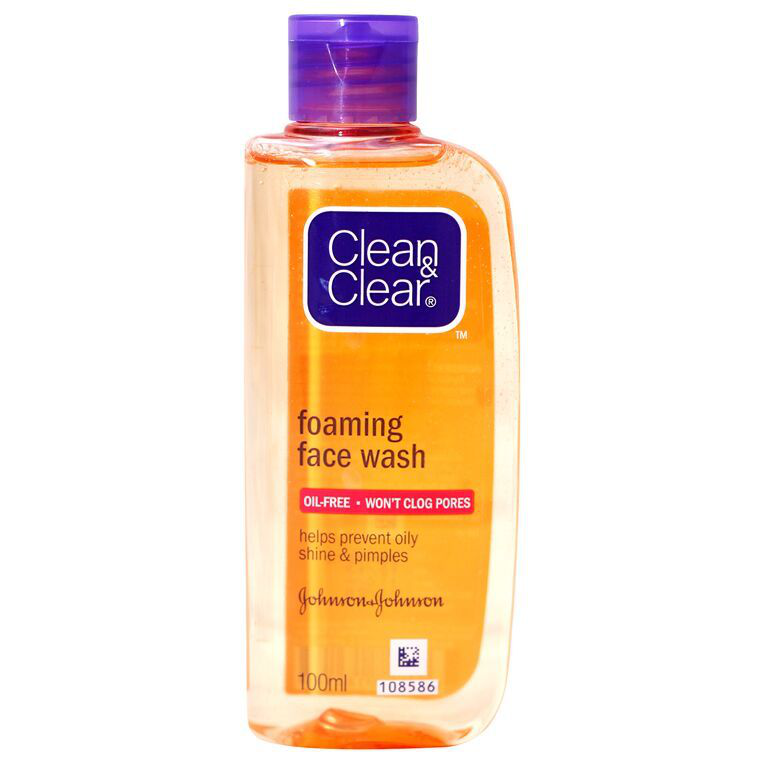 Clean
&
Clear®
™
foaming
face wash
OIL-FREE • WON'T CLOG PORES
helps prevent oily
shine & pimples
Johnson & Johnson
100ml
108586